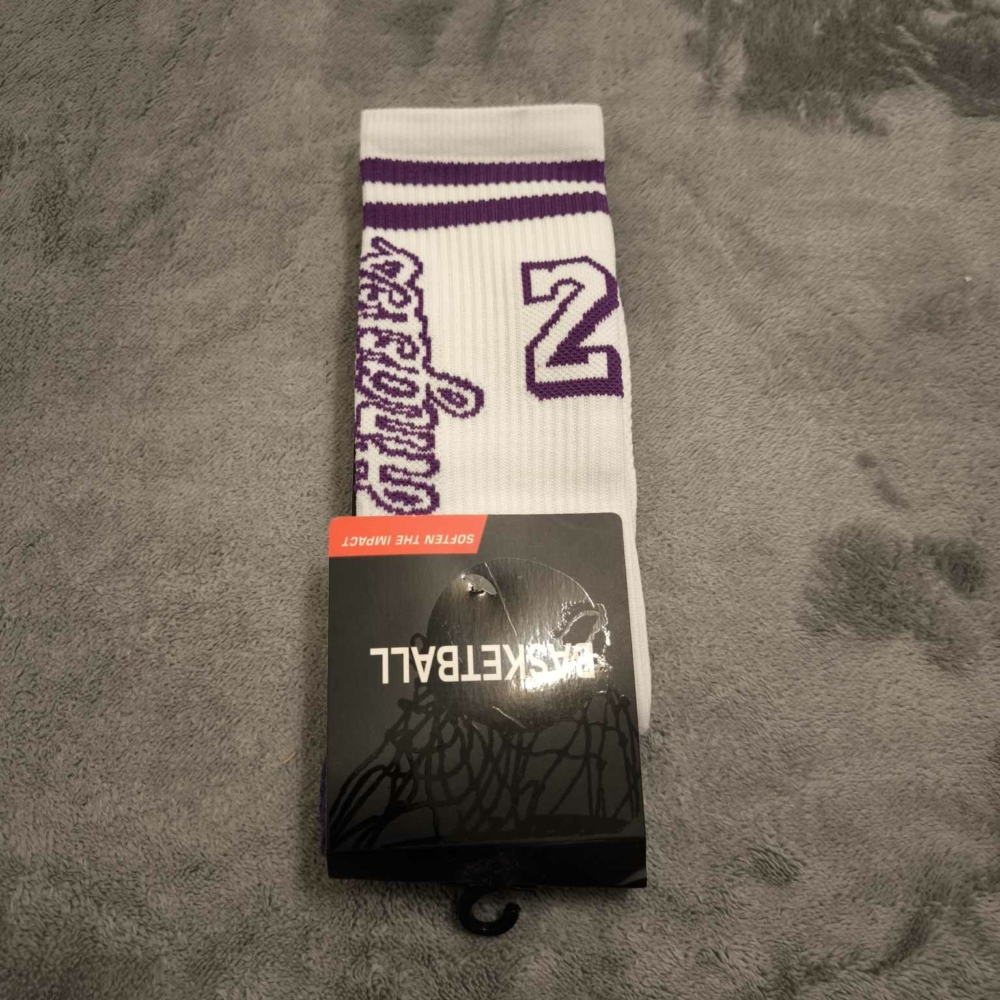 2
SOFTEN THE IMPACT
BASKETBALL